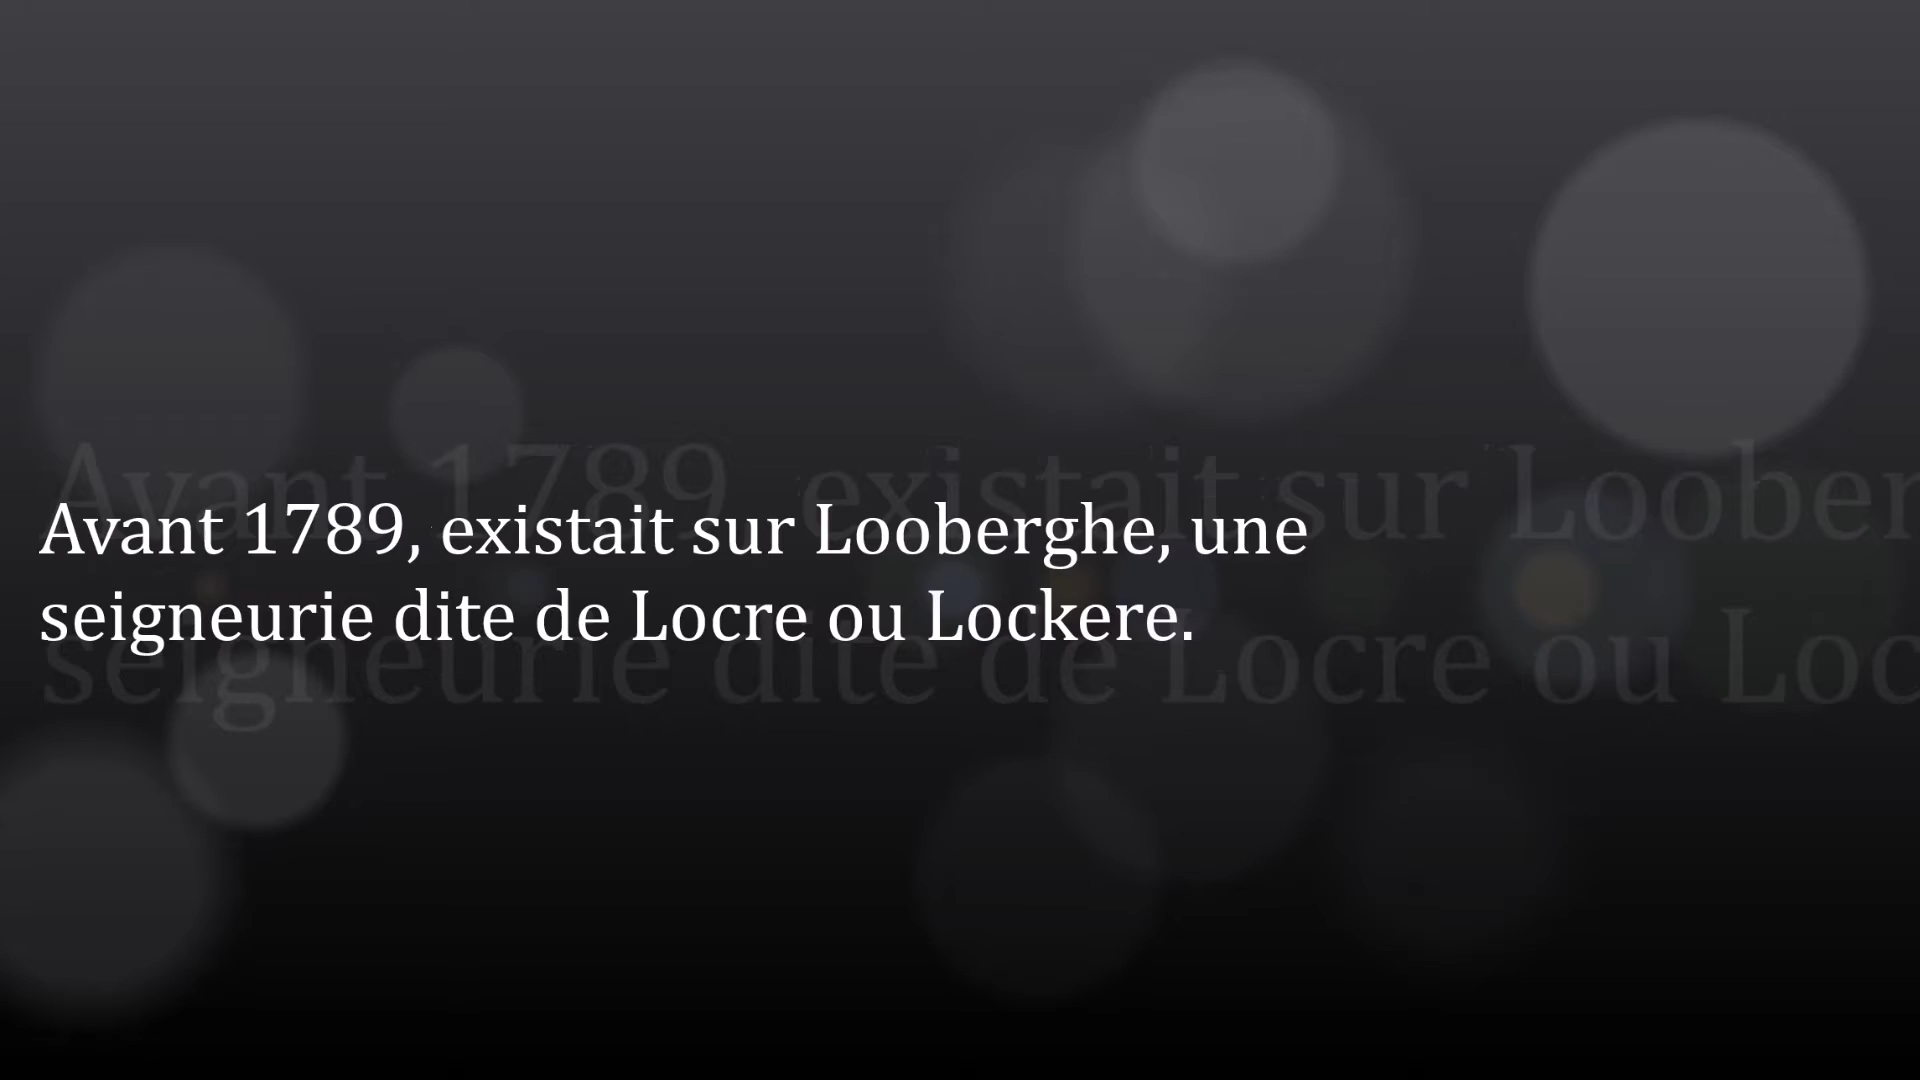 Avant 1789, existait sur Looberghe, une
seigneurie dite de Locre ou Lockere.